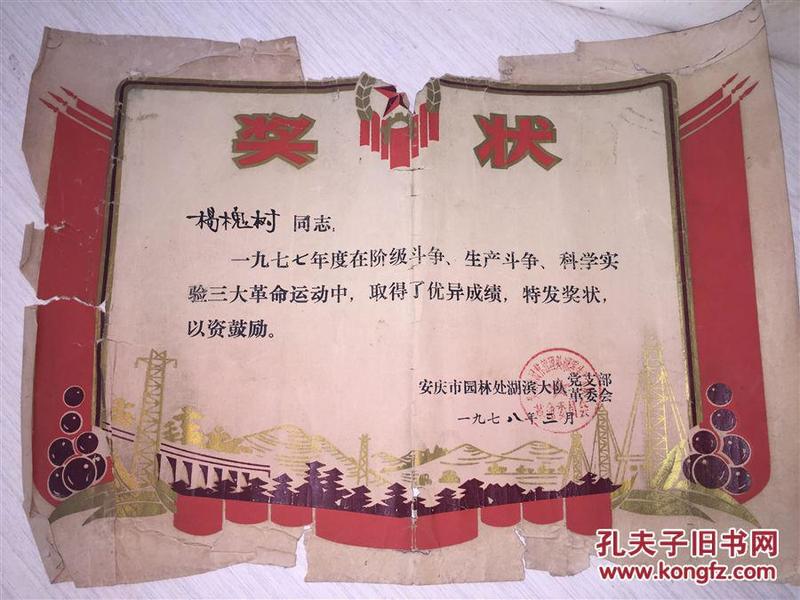 奖状
杨槐树 同志:
一九七七年度在阶级斗争、生产斗争、科学实
验三大革命运动中,取得了优异成绩,特发奖状,
以资鼓励。
安庆市园林处湖滨大队 党支部
革委会
一九七八年三月
孔夫子旧书网
www.kongfz.com